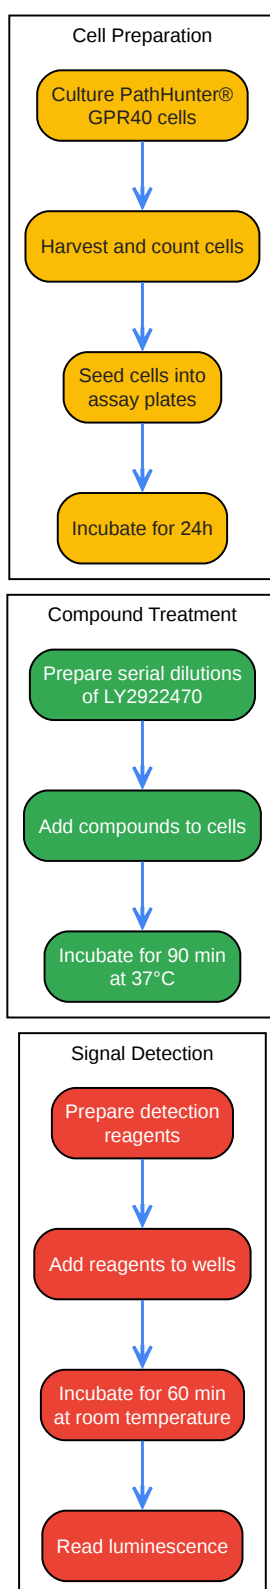 Cell Preparation
Culture PathHunter®
GPR40 cells
Harvest and count cells
Seed cells into
assay plates
Incubate for 24h
Compound Treatment
Prepare serial dilutions
of LY2922470
Add compounds to cells
Incubate for 90 min
at 37°C
Signal Detection
Prepare detection
reagents
Add reagents to wells
Incubate for 60 min
at room temperature
Read luminescence